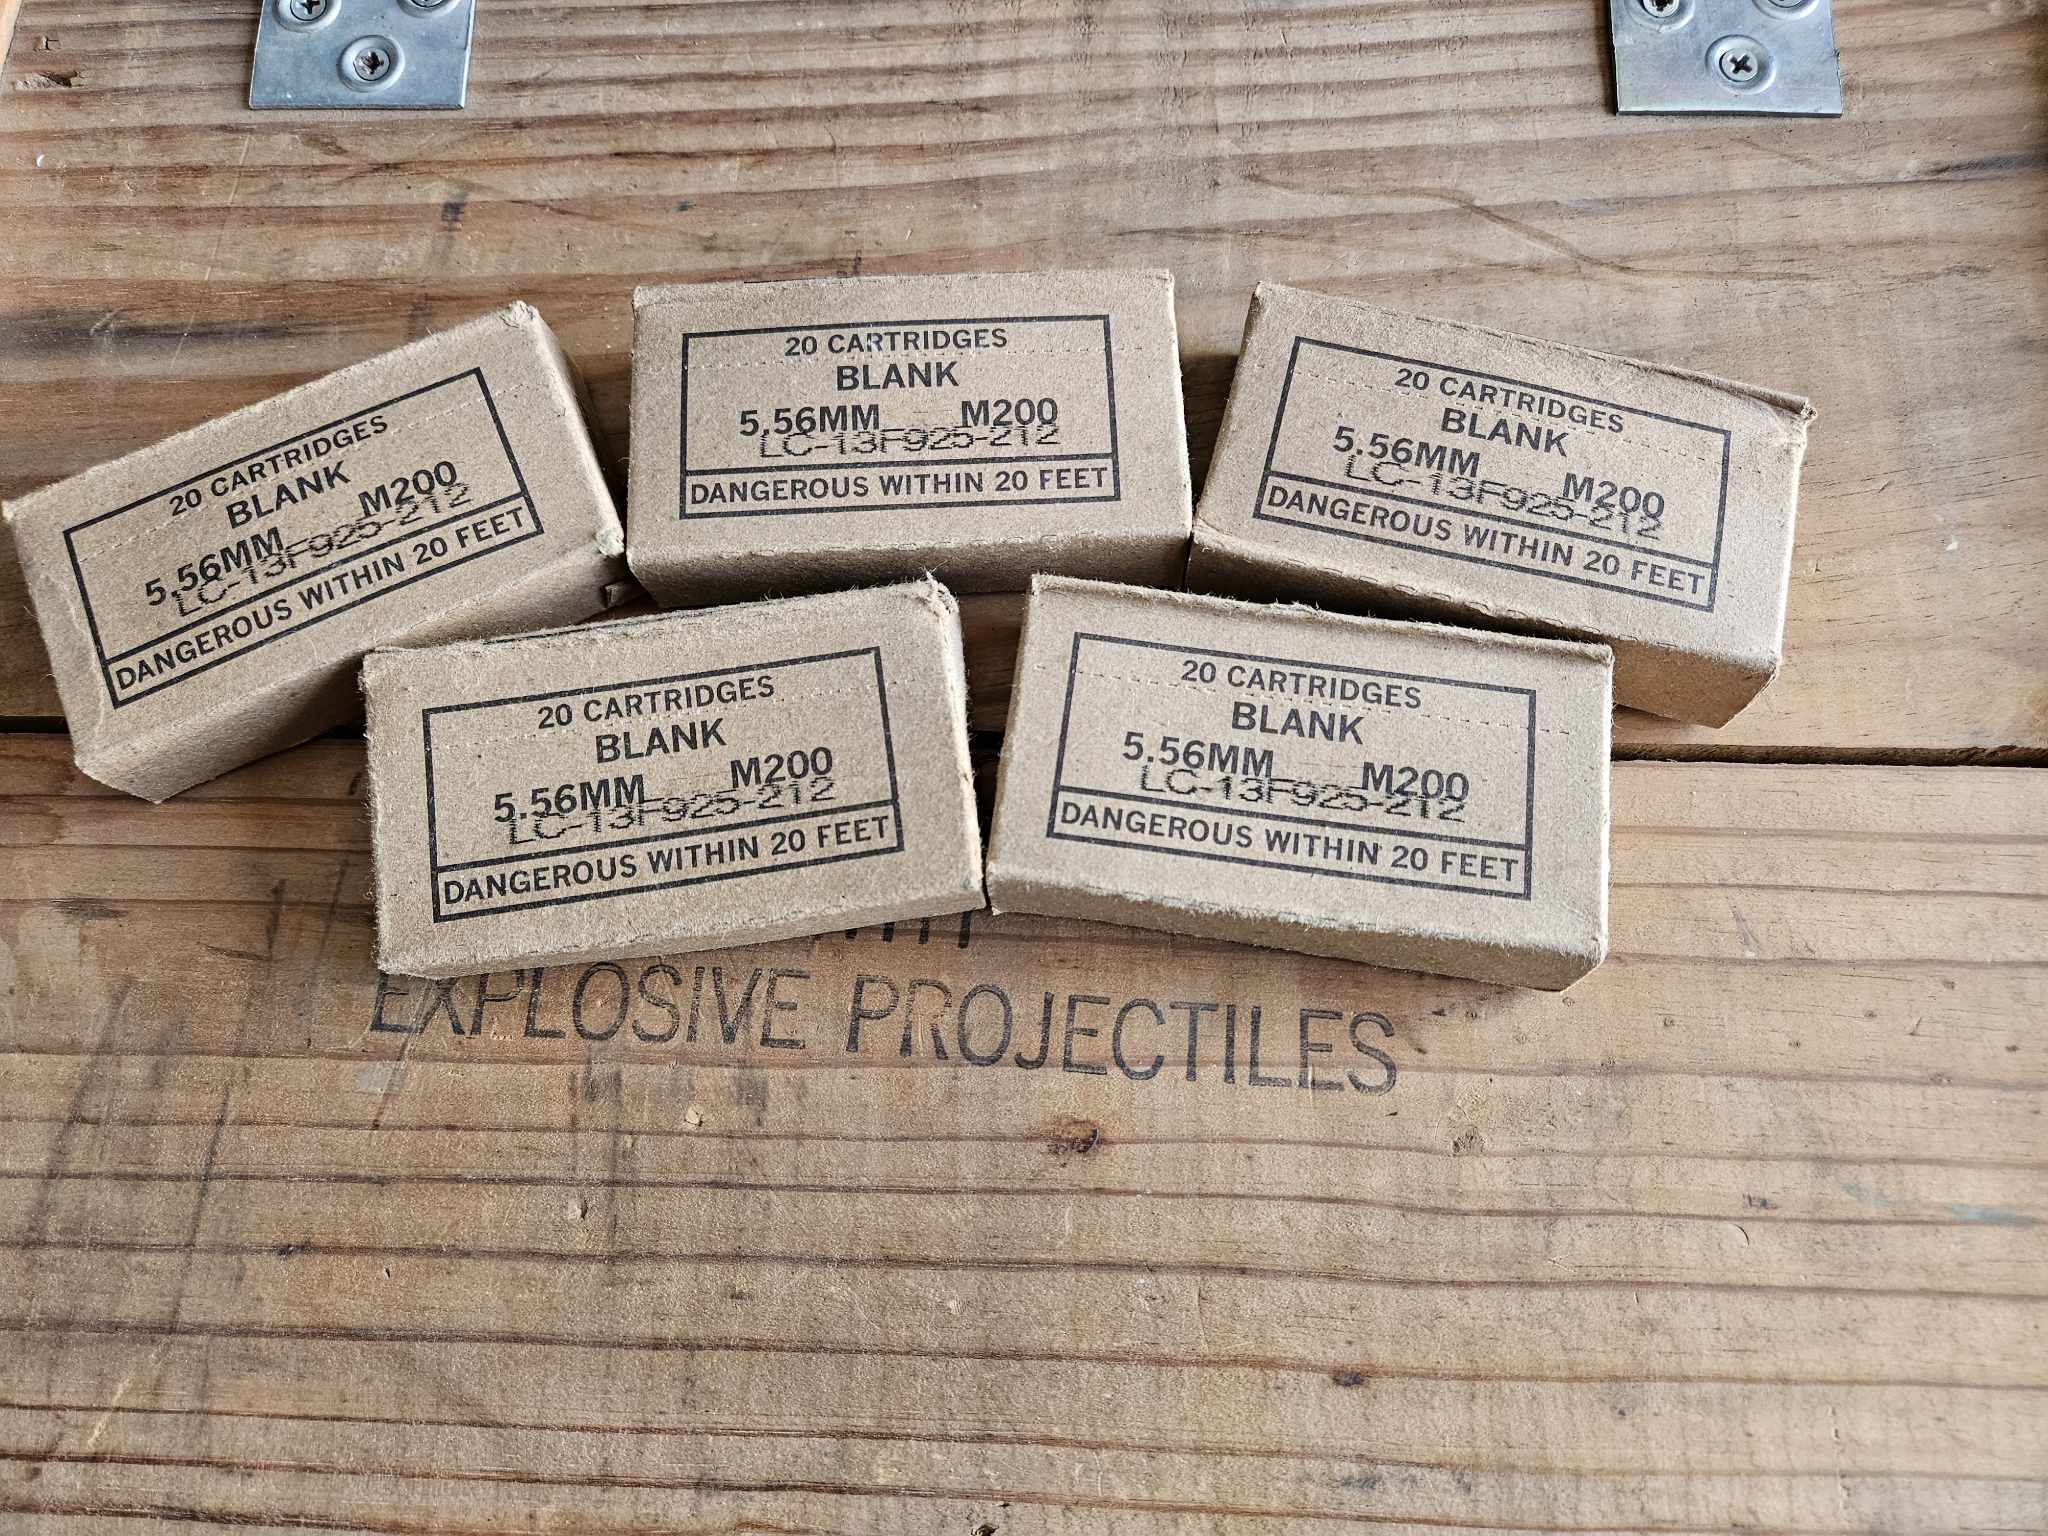 20 CARTRIDGES
BLANK
5.56MM M200
LC-13F925-212
DANGEROUS WITHIN 20 FEET
20 CARTRIDGES
BLANK
5.56MM M200
LC-13F925-212
DANGEROUS WITHIN 20 FEET
20 CARTRIDGES
BLANK
5.56MM M200
LC-13F925-212
DANGEROUS WITHIN 20 FEET
20 CARTRIDGES
BLANK
5.56MM M200
LC-13F925-212
DANGEROUS WITHIN 20 FEET
20 CARTRIDGES
BLANK
5.56MM M200
LC-13F925-212
DANGEROUS WITHIN 20 FEET
EXPLOSIVE PROJECTILES